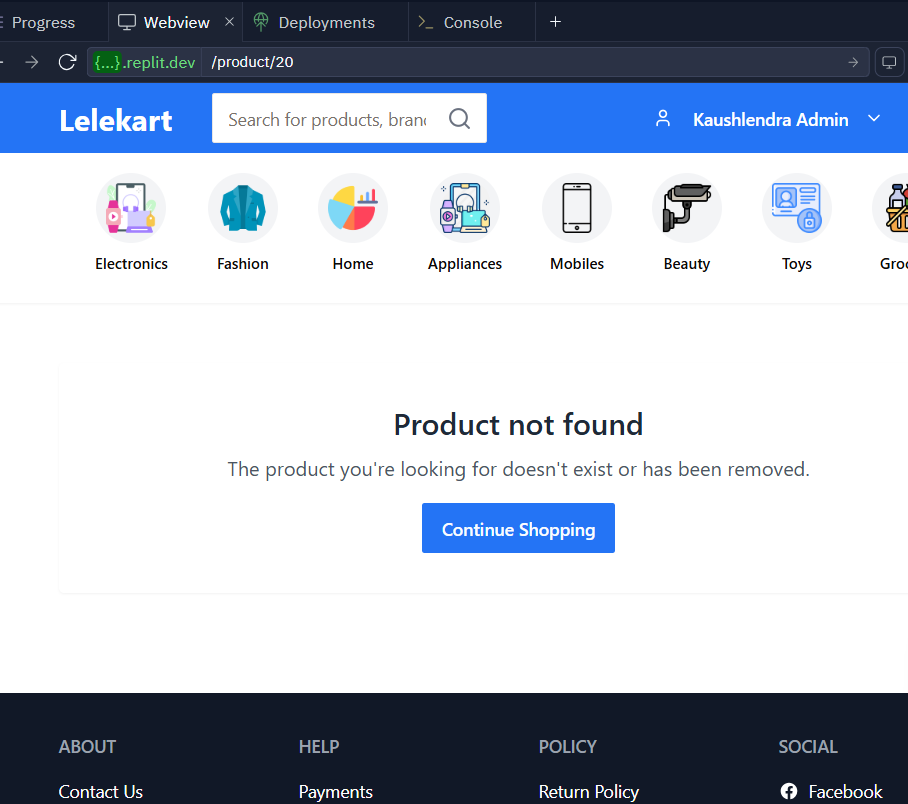 Progress
Webview
Deployments
Console
{...}.replit.dev
/product/20
Lelekart
Search for products, bran
Kaushlendra Admin
Electronics
Fashion
Home
Appliances
Mobiles
Beauty
Toys
Groc
Product not found
The product you're looking for doesn't exist or has been removed.
Continue Shopping
ABOUT
HELP
POLICY
SOCIAL
Contact Us
Payments
Return Policy
Facebook